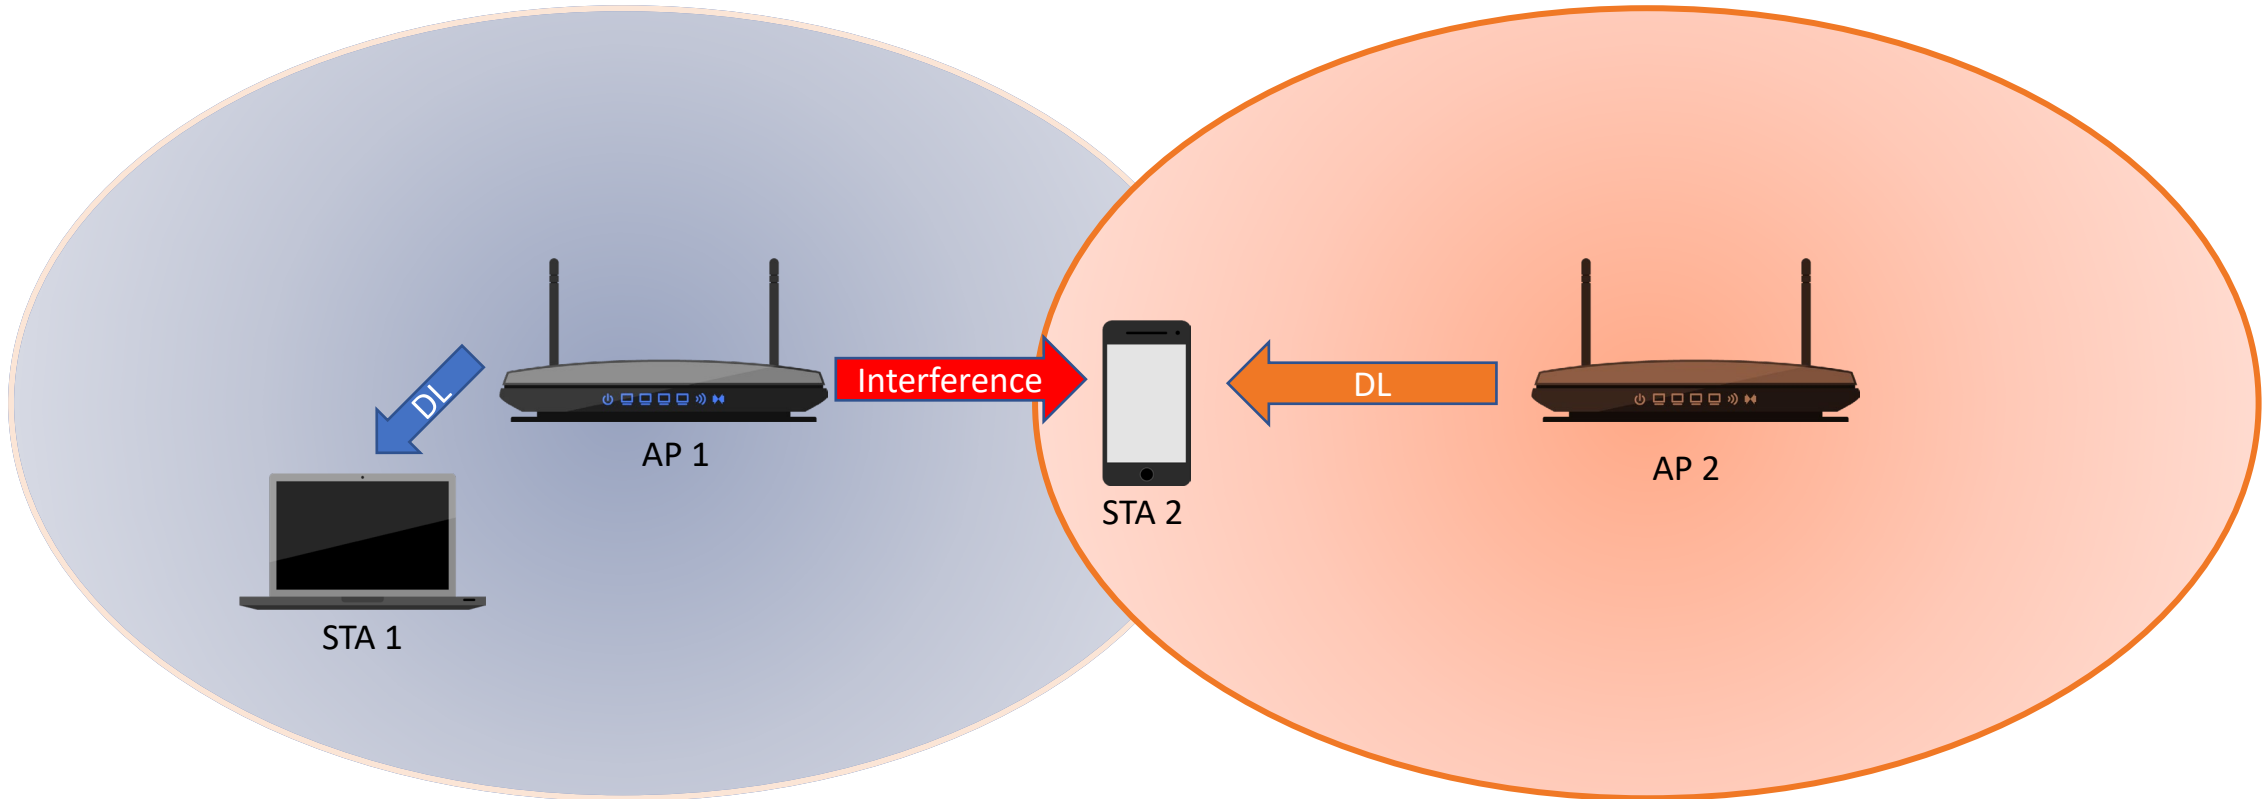 DL
Interference
DL
AP 1
AP 2
STA 2
STA 1